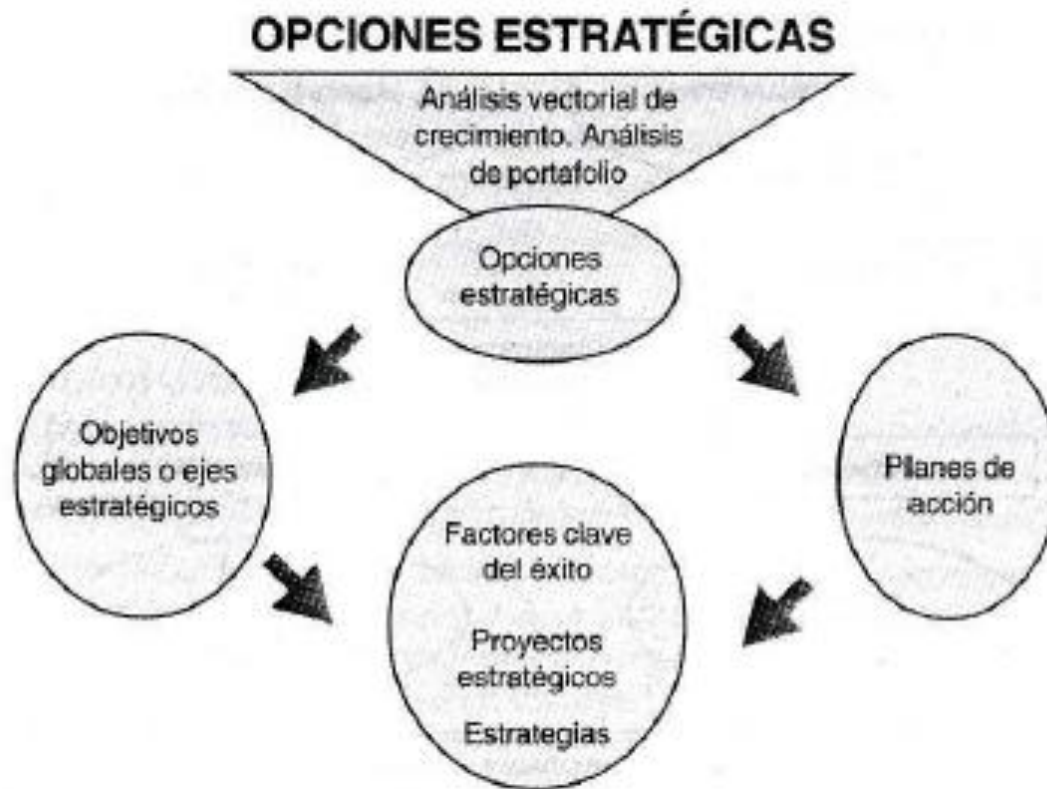 OPCIONES ESTRATÉGICAS
Análisis vectorial de
crecimiento. Análisis
de portafolio
Opciones
estratégicas
Objetivos
globales o ejes
estratégicos
Planes de
acción
Factores clave
del éxito
Proyectos
estratégicos
Estrategias